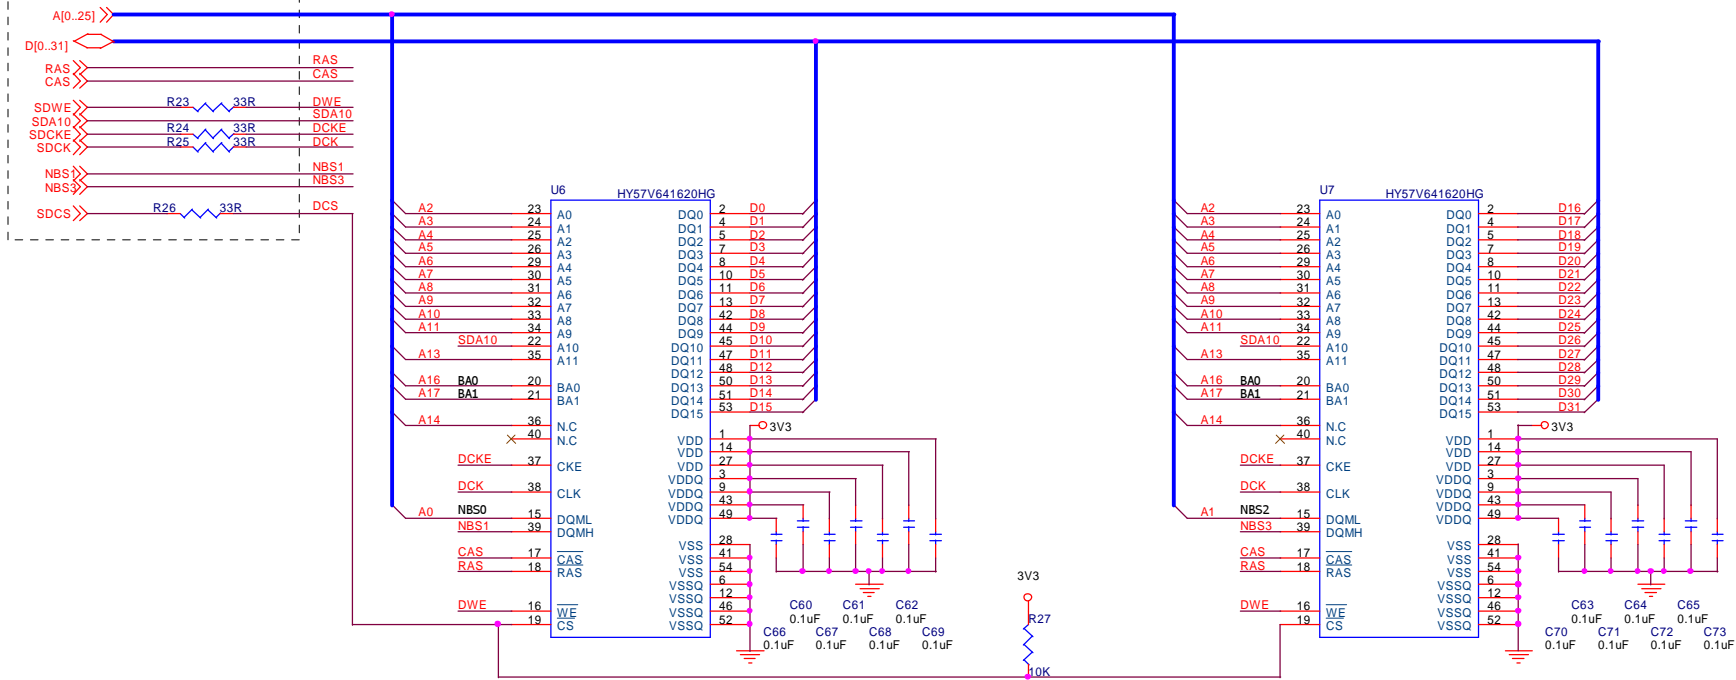 A[0..25]
D[0..31]
RAS RAS
CAS CAS
SDWE R23 33R DWE
SDA10 SDA10
SDCKE R24 33R DCKE
SDCK R25 33R DCK
NBS1 NBS1
NBS3 NBS3
SDCS R26 33R DCS
U6 HY57V641620HG
A2 23 A0 DQ0 2 D0
A3 24 A1 DQ1 4 D1
A4 25 A2 DQ2 5 D2
A5 26 A3 DQ3 7 D3
A6 29 A4 DQ4 8 D4
A7 30 A5 DQ5 10 D5
A8 31 A6 DQ6 11 D6
A9 32 A7 DQ7 13 D7
A10 33 A8 DQ8 42 D8
A11 34 A9 DQ9 44 D9
SDA10 22 A10 DQ10 45 D10
A13 35 A11 DQ11 47 D11
DQ12 48 D12
A16 BA0 20 BA0 DQ13 50 D13
A17 BA1 21 BA1 DQ14 51 D14
DQ15 53 D15
A14 36 N.C 3V3
40 N.C VDD 1
VDD 14
DCKE 37 CKE VDD 27
VDDQ 3
DCK 38 CLK VDDQ 9
VDDQ 43
A0 NBS0 15 DQML VDDQ 49
NBS1 39 DQMH
VSS 28
CAS 17 CAS VSS 41
RAS 18 RAS VSS 54
VSSQ 6
VSSQ 12
DWE 16 WE VSSQ 46
19 CS VSSQ 52
C60 C61 C62
0.1uF 0.1uF 0.1uF
C66 C67 C68 C69
0.1uF 0.1uF 0.1uF 0.1uF
3V3
R27
10K
U7 HY57V641620HG
A2 23 A0 DQ0 2 D16
A3 24 A1 DQ1 4 D17
A4 25 A2 DQ2 5 D18
A5 26 A3 DQ3 7 D19
A6 29 A4 DQ4 8 D20
A7 30 A5 DQ5 10 D21
A8 31 A6 DQ6 11 D22
A9 32 A7 DQ7 13 D23
A10 33 A8 DQ8 42 D24
A11 34 A9 DQ9 44 D25
SDA10 22 A10 DQ10 45 D26
A13 35 A11 DQ11 47 D27
DQ12 48 D28
A16 BA0 20 BA0 DQ13 50 D29
A17 BA1 21 BA1 DQ14 51 D30
DQ15 53 D31
A14 36 N.C 3V3
40 N.C VDD 1
VDD 14
DCKE 37 CKE VDD 27
VDDQ 3
DCK 38 CLK VDDQ 9
VDDQ 43
A1 NBS2 15 DQML VDDQ 49
NBS3 39 DQMH
VSS 28
CAS 17 CAS VSS 41
RAS 18 RAS VSS 54
VSSQ 6
VSSQ 12
DWE 16 WE VSSQ 46
19 CS VSSQ 52
C63 C64 C65
0.1uF 0.1uF 0.1uF
C70 C71 C72 C73
0.1uF 0.1uF 0.1uF 0.1uF